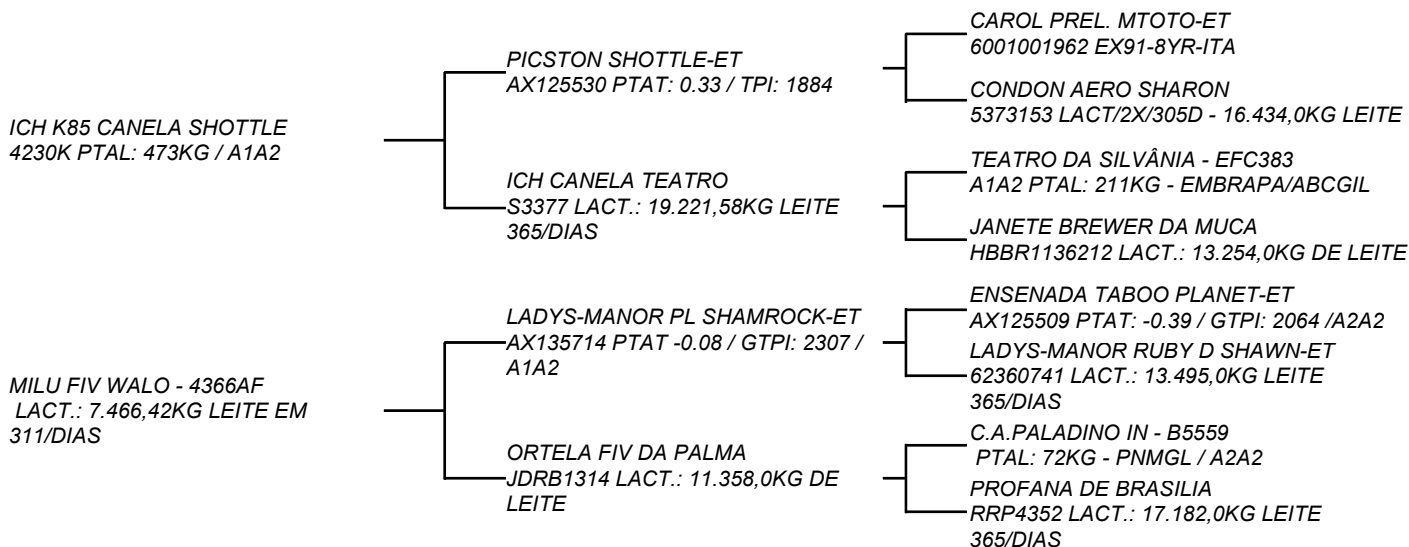 CAROL PREL. MTOTO-ET
6001001962 EX91-8YR-ITA
PICSTON SHOTTLE-ET
AX125530 PTAT: 0.33 / TPI: 1884
CONDON AERO SHARON
5373153 LACT/2X/305D - 16.434,0KG LEITE
ICH K85 CANELA SHOTTLE
4230K PTAL: 473KG / A1A2
TEATRO DA SILVÂNIA - EFC383
A1A2 PTAL: 211KG - EMBRAPA/ABCGIL
ICH CANELA TEATRO
S3377 LACT.: 19.221,58KG LEITE
365/DIAS
JANETE BREWER DA MUCA
HBBR1136212 LACT.: 13.254,0KG DE LEITE
ENSENADA TABOO PLANET-ET
AX125509 PTAT: -0.39 / GTPI: 2064 /A2A2
LADYS-MANOR PL SHAMROCK-ET
AX135714 PTAT -0.08 / GTPI: 2307 /
A1A2
LADYS-MANOR RUBY D SHAWN-ET
62360741 LACT.: 13.495,0KG LEITE
365/DIAS
MILU FIV WALO - 4366AF
LACT.: 7.466,42KG LEITE EM
311/DIAS
C.A.PALADINO IN - B5559
PTAL: 72KG - PNMGL / A2A2
ORTELA FIV DA PALMA
JDRB1314 LACT.: 11.358,0KG DE
LEITE
PROFANA DE BRASILIA
RRP4352 LACT.: 17.182,0KG LEITE
365/DIAS